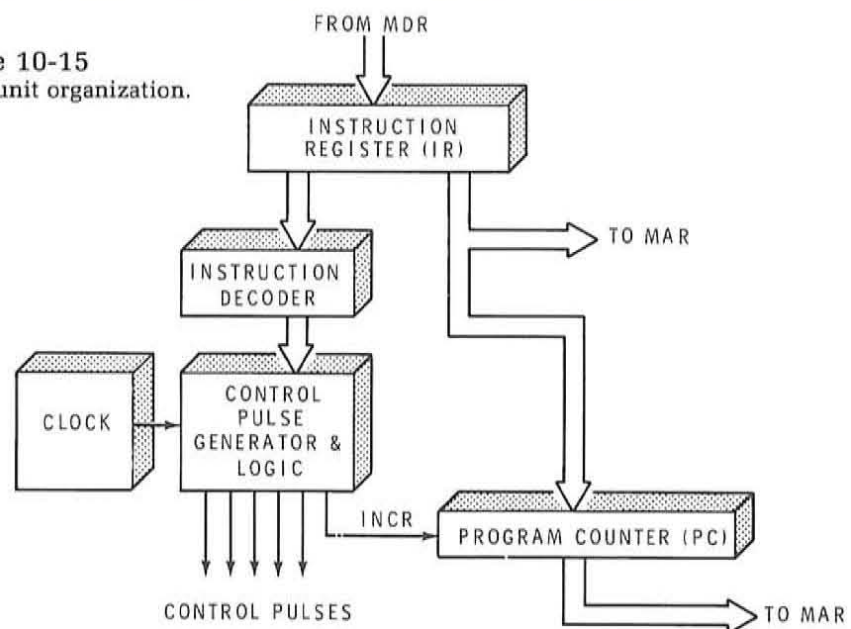 FROM MDR
e 10-15
unit organization.
INSTRUCTION
REGISTER (IR)
TO MAR
INSTRUCTION
DECODER
CLOCK
CONTROL
PULSE
GENERATOR &
LOGIC
INCR
PROGRAM COUNTER (PC)
CONTROL PULSES
TO MAR